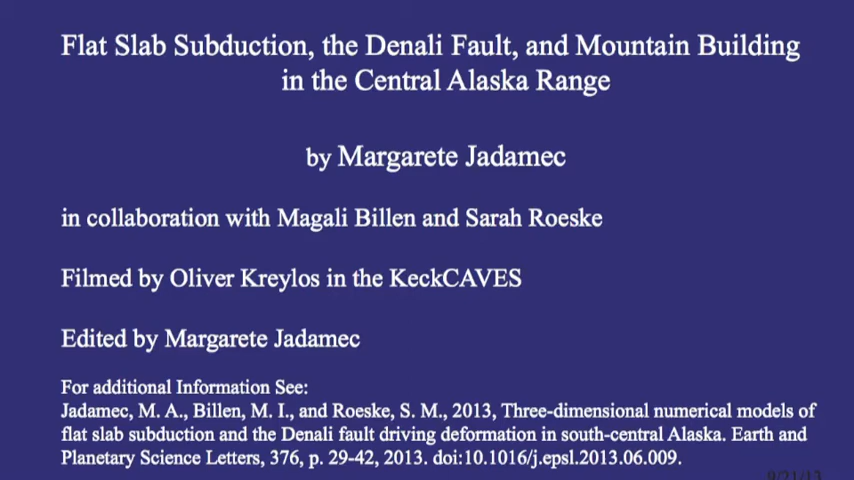 Flat Slab Subduction, the Denali Fault, and Mountain Building
in the Central Alaska Range
by Margarete Jadamec
in collaboration with Magali Billen and Sarah Roeske
Filmed by Oliver Kreylos in the KeckCAVES
Edited by Margarete Jadamec
For additional Information See:
Jadamec, M. A., Billen, M. I., and Roeske, S. M., 2013, Three-dimensional numerical models of
flat slab subduction and the Denali fault driving deformation in south-central Alaska. Earth and
Planetary Science Letters, 376, p. 29-42, 2013. doi:10.1016/j.epsl.2013.06.009.
9/21/13